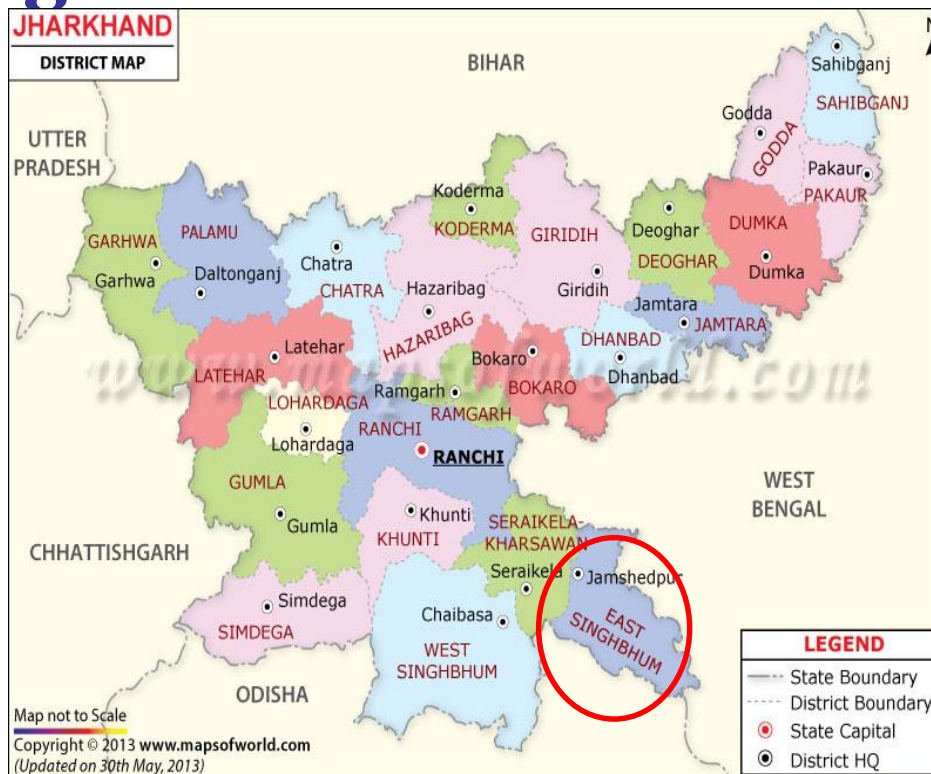 JHARKHAND
DISTRICT MAP
BIHAR
N
UTTER
PRADESH
Sahibganj
SAHIBGANJ
Godda
GODDA
Pakaur
PAKAUR
Koderma
KODERMA
GIRIDIH
Giridih
Deoghar
DEOGHAR
DUMKA
Dumka
GARHWA
Garhwa
PALAMU
Daltonganj
Chatra
CHATRA
Hazaribag
HAZARIBAG
Jamtara
JAMTARA
DHANBAD
Dhanbad
Latehar
LATEHAR
Bokaro
BOKARO
www.mapsofworld.com
LOHARDAGA
Lohardaga
Ramgarh
RAMGARH
RANCHI
RANCHI
GUMLA
Gumla
Khunti
KHUNTI
WEST
BENGAL
CHHATTISHGARH
SERAIKELA-
KHARSAWAN
Seraikela
Jamshedpur
EAST
SINGHBHUM
Simdega
SIMDEGA
Chaibasa
WEST
SINGHBHUM
ODISHA
LEGEND
State Boundary
District Boundary
State Capital
District HQ
Map not to Scale
Copyright © 2013 www.mapsofworld.com
(Updated on 30th May, 2013)